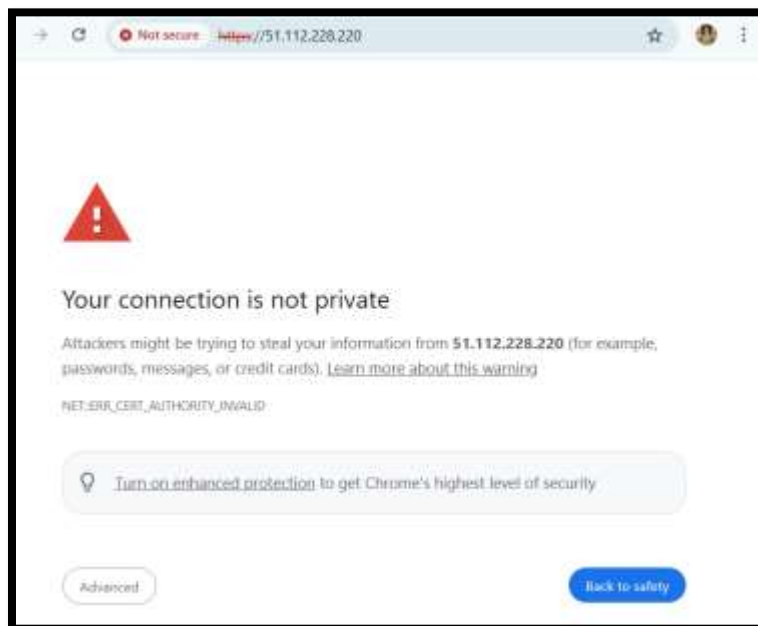 Not secure https://51.112.228.220
Your connection is not private
Attackers might be trying to steal your information from 51.112.228.220 (for example,
passwords, messages, or credit cards). Learn more about this warning
NET::ERR_CERT_AUTHORITY_INVALID
Turn on enhanced protection to get Chrome's highest level of security
Advanced
Back to safety